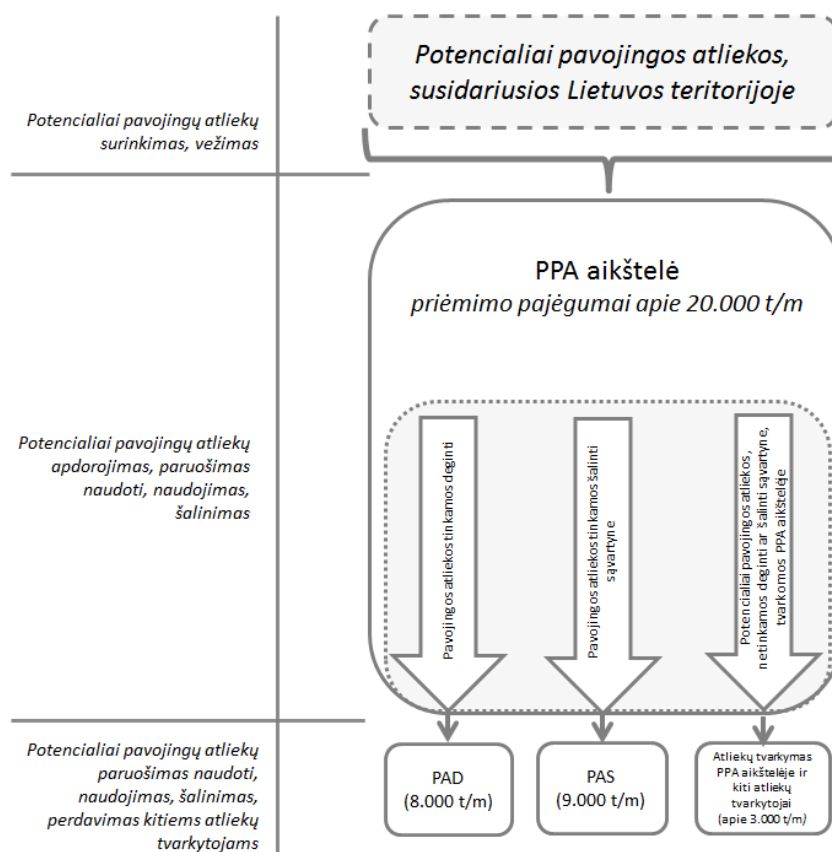 Potencialiai pavojingos atliekos,
susidariusios Lietuvos teritorijoje
Potencialiai pavojingų atliekų
surinkimas, vežimas
PPA aikštelė
priėmimo pajėgumai apie 20.000 t/m
Potencialiai pavojingų atliekų
apdorojimas, paruošimas
naudoti, naudojimas,
šalinimas
Pavojingos atliekos tinkamos deginti
Pavojingos atliekos tinkamos šalinti
sąvartyne
Potencialiai pavojingos atliekos,
netinkamos deginti ar šalinti sąvartyne,
tvarkomos PPA aikštelėje
Potencialiai pavojingų atliekų
paruošimas naudoti,
naudojimas, šalinimas,
perdavimas kitiems atliekų
tvarkytojams
PAD
(8.000 t/m)
PAS
(9.000 t/m)
Atliekų tvarkymas
PPA aikštelėje ir
kiti atliekų
tvarkytojai
(apie 3.000 t/m)